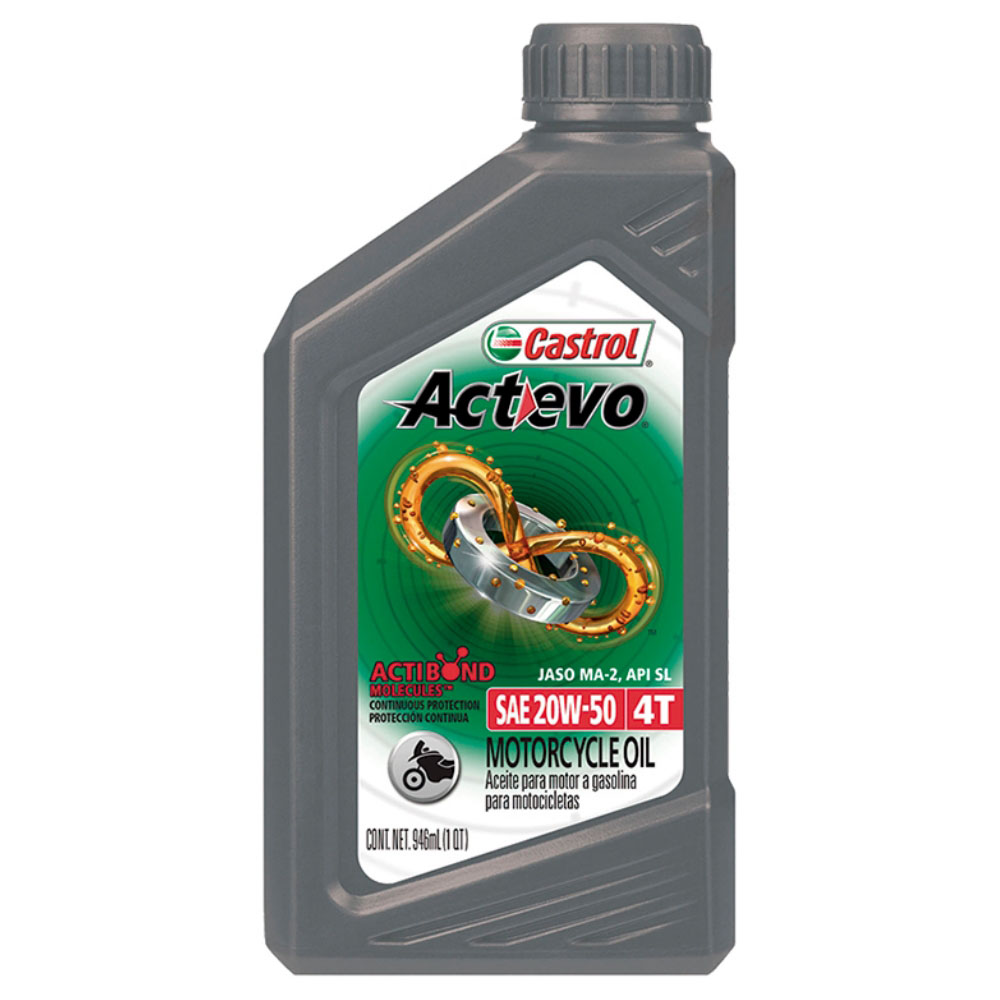 Castrol®
Actevo®
TM
ACTIBOND
MOLECULES™
CONTINUOUS PROTECTION
PROTECCIÓN CONTINUA
JASO MA-2, API SL
SAE 20W-50 4T
MOTORCYCLE OIL
Aceite para motor a gasolina
para motocicletas
CONT. NET. 946mL (1 QT)